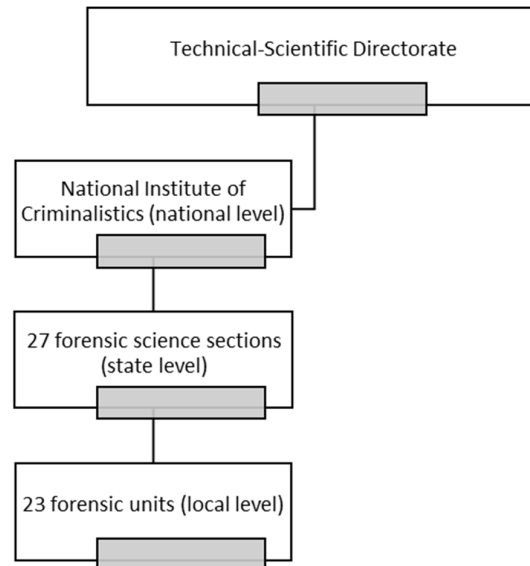 Technical-Scientific Directorate
National Institute of
Criminalistics (national level)
27 forensic science sections
(state level)
23 forensic units (local level)